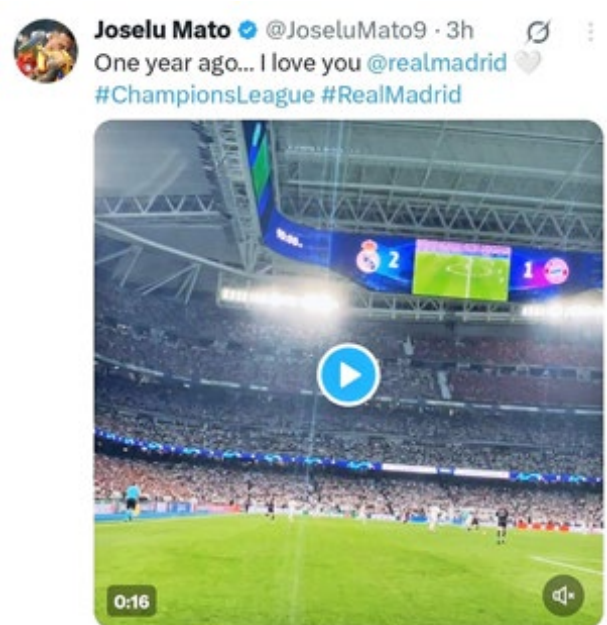 Joselu Mato @JoseluMato9 · 3h
One year ago... I love you @realmadrid 🤍
#ChampionsLeague #RealMadrid
2 1
0:16